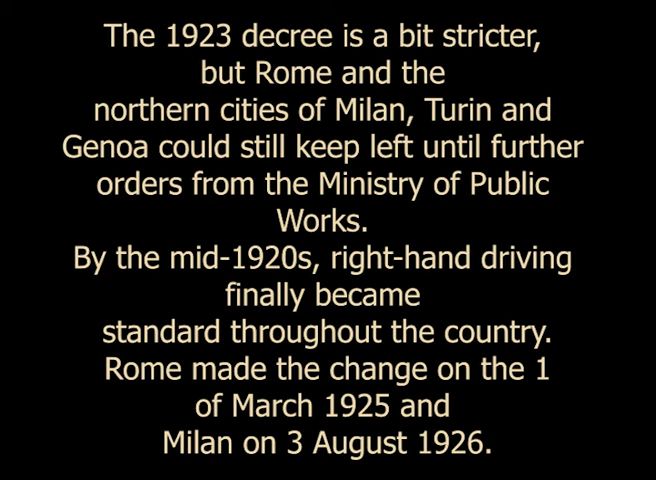 The 1923 decree is a bit stricter,
but Rome and the
northern cities of Milan, Turin and
Genoa could still keep left until further
orders from the Ministry of Public
Works.
By the mid-1920s, right-hand driving
finally became
standard throughout the country.
Rome made the change on the 1
of March 1925 and
Milan on 3 August 1926.